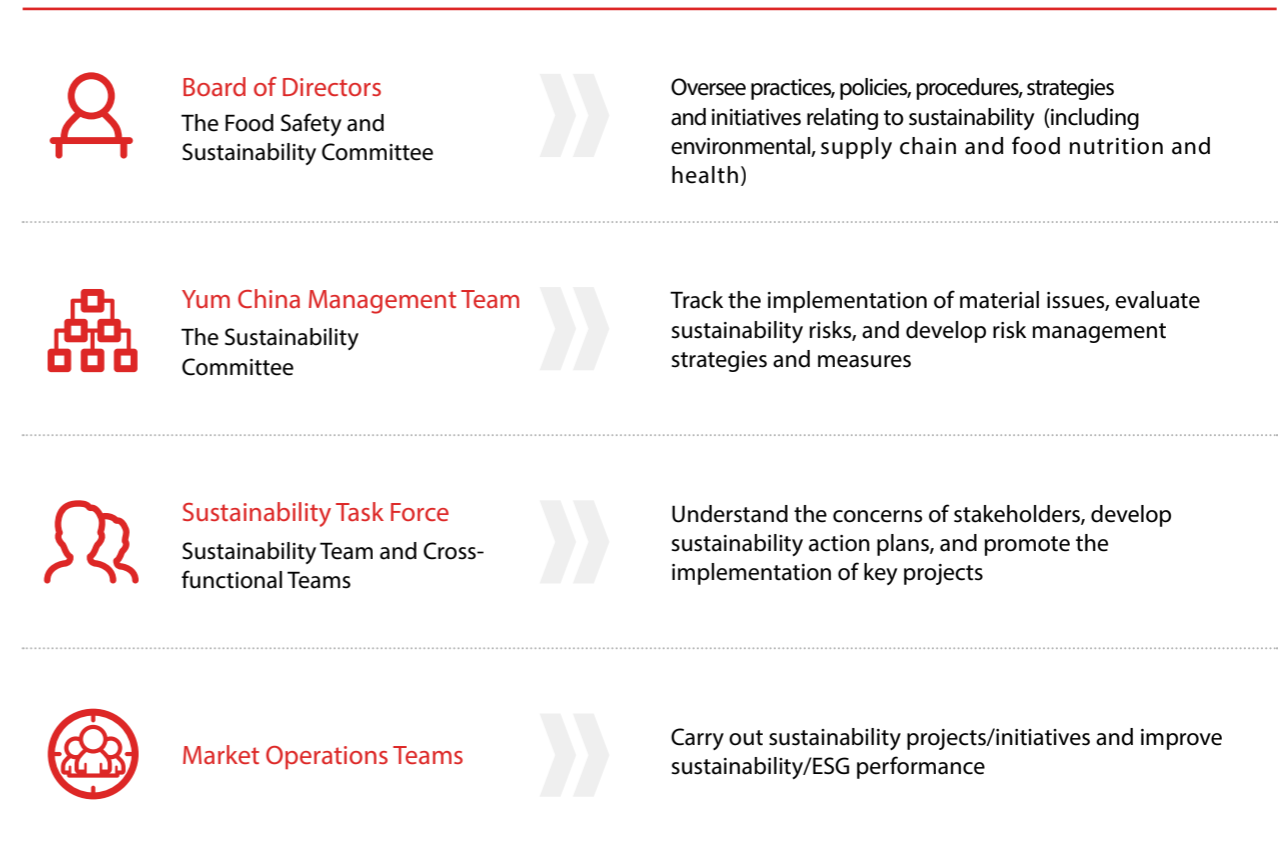 Board of Directors
The Food Safety and
Sustainability Committee
Oversee practices, policies, procedures, strategies
and initiatives relating to sustainability (including
environmental, supply chain and food nutrition and
health)
Yum China Management Team
The Sustainability
Committee
Track the implementation of material issues, evaluate
sustainability risks, and develop risk management
strategies and measures
Sustainability Task Force
Sustainability Team and Cross-
functional Teams
Understand the concerns of stakeholders, develop
sustainability action plans, and promote the
implementation of key projects
Market Operations Teams
Carry out sustainability projects/initiatives and improve
sustainability/ESG performance